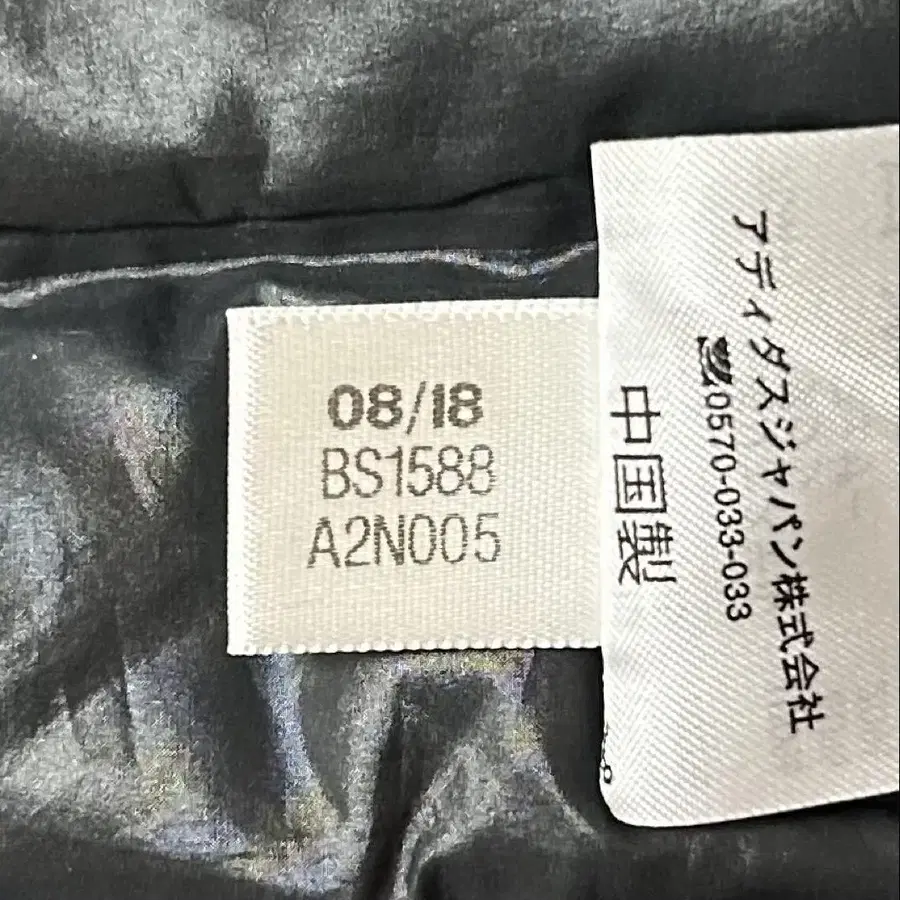 08/18
BS1588
A2N005
アディダスジャパン株式会社
☎0570-033-033
中国製